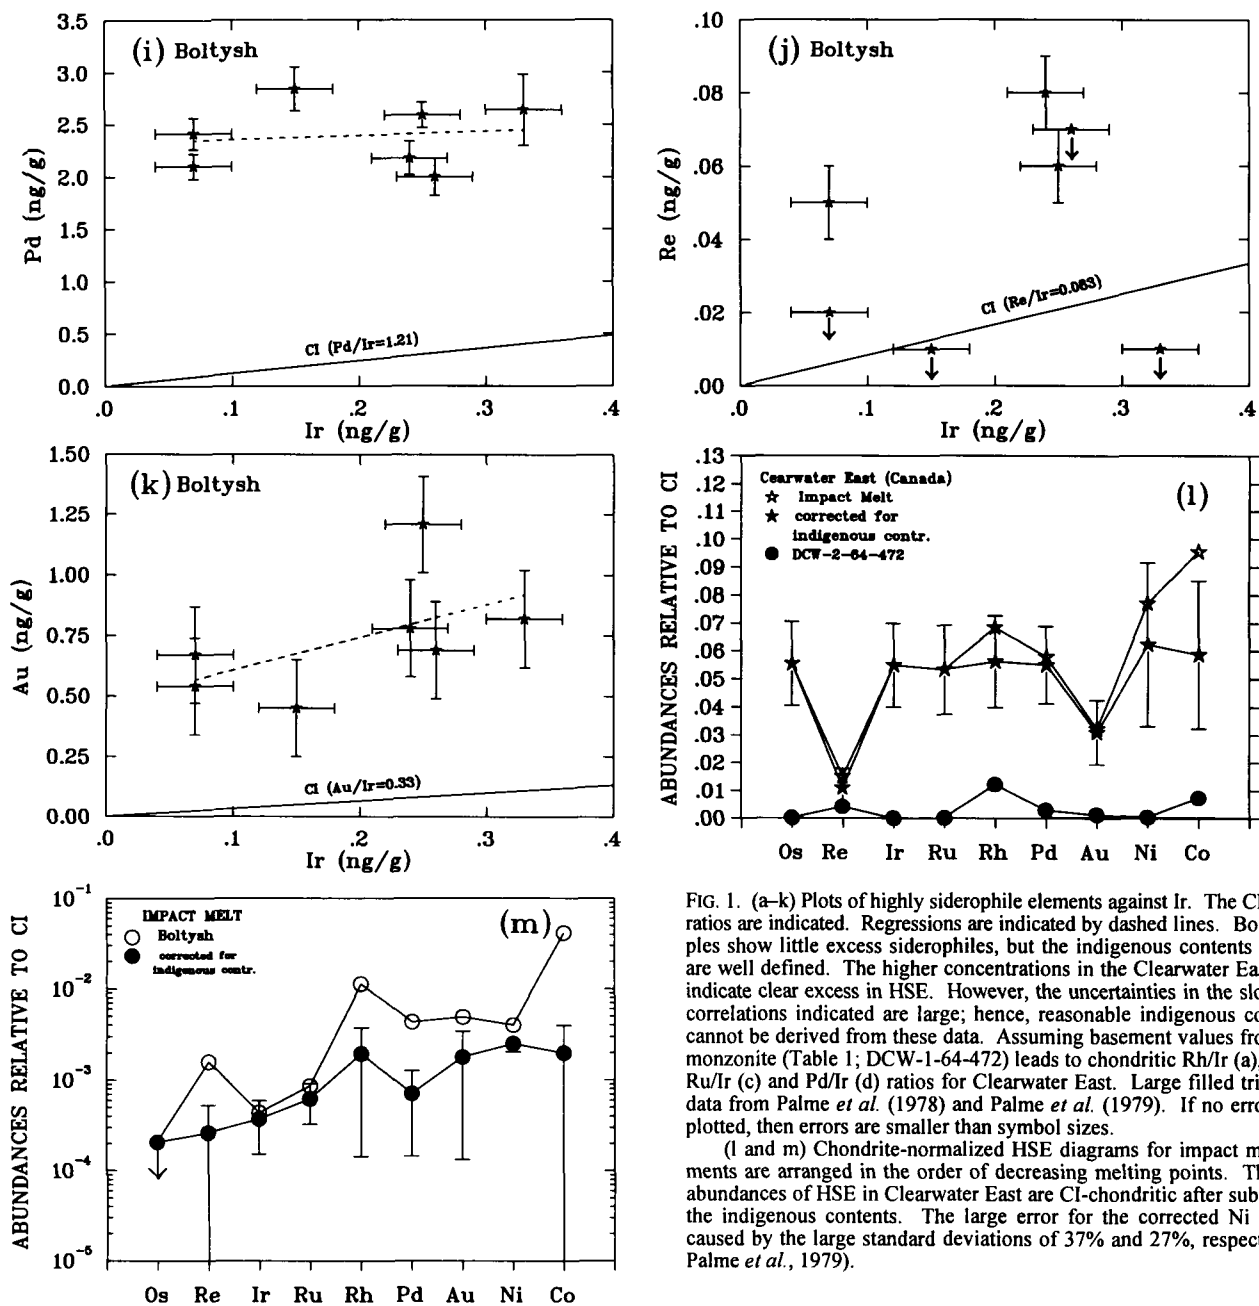 (i) Boltysh
3.5
3.0
2.5
2.0
1.5
1.0
0.5
0.0
Pd (ng/g)
CI (Pd/Ir=1.21)
.0 .1 .2 .3 .4
Ir (ng/g)
(j) Boltysh
.10
.08
.06
.04
.02
.00
Re (ng/g)
CI (Re/Ir=0.083)
.0 .1 .2 .3 .4
Ir (ng/g)
(k) Boltysh
1.50
1.25
1.00
0.75
0.50
0.25
0.00
Au (ng/g)
CI (Au/Ir=0.33)
.0 .1 .2 .3 .4
Ir (ng/g)
(l)
Cearwater East (Canada)
Impact Melt
corrected for
indigenous contr.
DCW-2-64-472
.13
.12
.11
.10
.09
.08
.07
.06
.05
.04
.03
.02
.01
.00
ABUNDANCES RELATIVE TO CI
Os Re Ir Ru Rh Pd Au Ni Co
(m)
IMPACT MELT
Boltysh
corrected for
indigenous contr.
10-1
10-2
10-3
10-4
10-5
ABUNDANCES RELATIVE TO CI
Os Re Ir Ru Rh Pd Au Ni Co
FIG. 1. (a–k) Plots of highly siderophile elements against Ir. The CI
ratios are indicated. Regressions are indicated by dashed lines. Bo
ples show little excess siderophiles, but the indigenous contents
are well defined. The higher concentrations in the Clearwater Eas
indicate clear excess in HSE. However, the uncertainties in the slo
correlations indicated are large; hence, reasonable indigenous co
cannot be derived from these data. Assuming basement values fro
monzonite (Table 1; DCW-1-64-472) leads to chondritic Rh/Ir (a),
Ru/Ir (c) and Pd/Ir (d) ratios for Clearwater East. Large filled tri
data from Palme et al. (1978) and Palme et al. (1979). If no erro
plotted, then errors are smaller than symbol sizes.
(l and m) Chondrite-normalized HSE diagrams for impact m
ments are arranged in the order of decreasing melting points. Th
abundances of HSE in Clearwater East are CI-chondritic after sub
the indigenous contents. The large error for the corrected Ni
caused by the large standard deviations of 37% and 27%, respect
Palme et al., 1979).